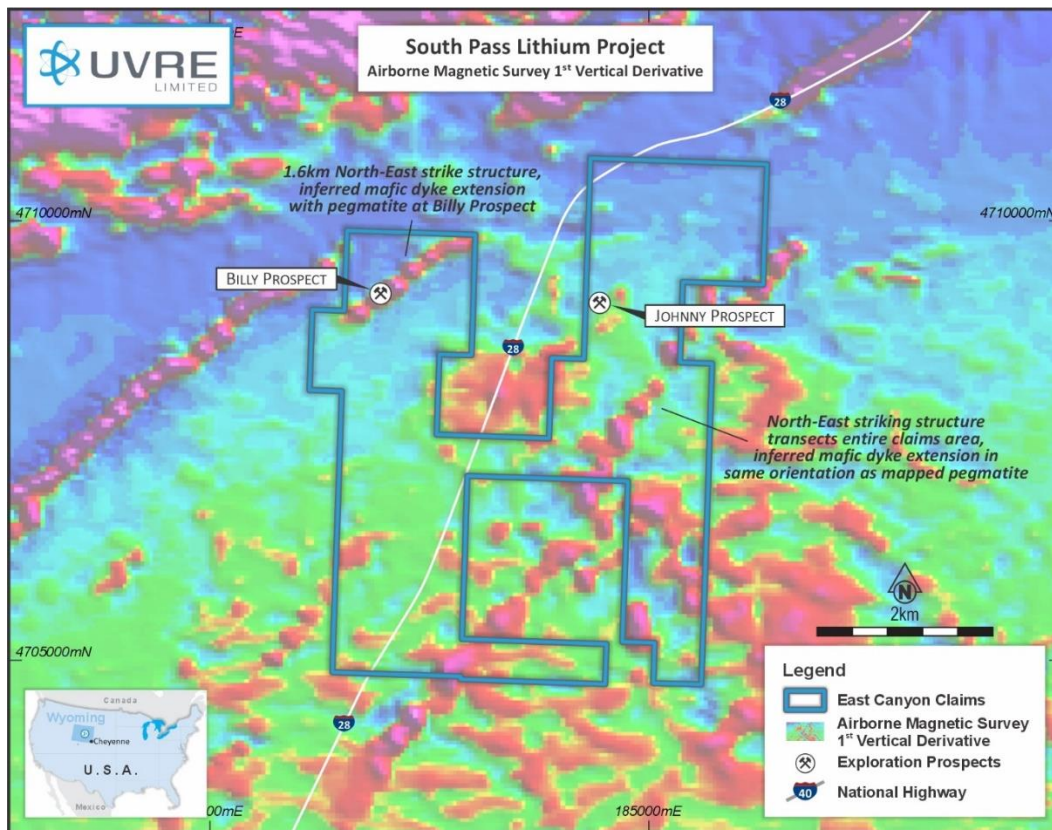 UVRE
LIMITED
South Pass Lithium Project
Airborne Magnetic Survey 1st Vertical Derivative
28
1.6km North-East strike structure,
inferred mafic dyke extension
with pegmatite at Billy Prospect
4710000mN
4710000mN
BILLY PROSPECT
JOHNNY PROSPECT
28
North-East striking structure
transects entire claims area,
inferred mafic dyke extension in
same orientation as mapped pegmatite
N
2km
4705000mN
Legend
East Canyon Claims
Airborne Magnetic Survey
1st Vertical Derivative
Exploration Prospects
40
National Highway
Canada
Wyoming
Cheyenne
U.S.A.
Mexico
28
mE
185000mE